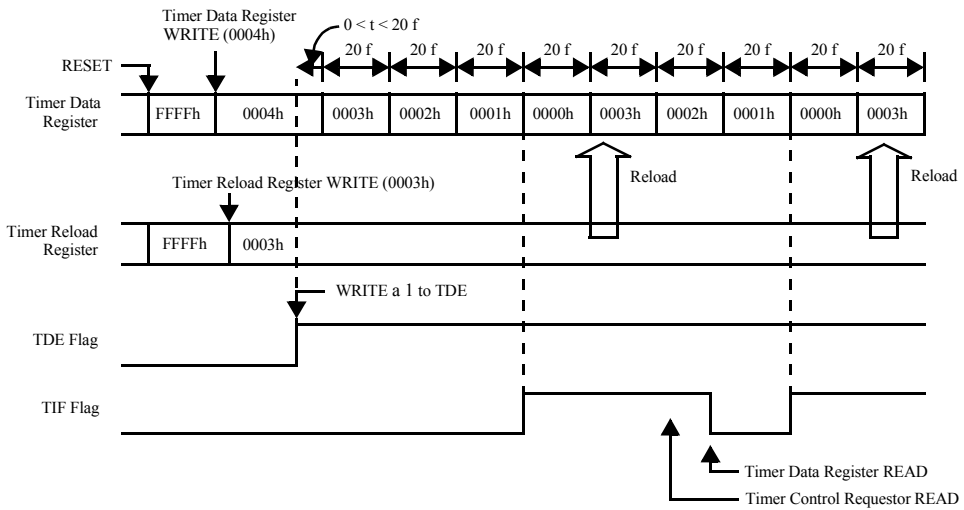 Timer Data Register
WRITE (0004h)
0 < t < 20 f
20 f 20 f 20 f 20 f 20 f 20 f 20 f 20 f 20 f
RESET
Timer Data
Register
FFFFh 0004h 0003h 0002h 0001h 0000h 0003h 0002h 0001h 0000h 0003h
Timer Reload Register WRITE (0003h)
Reload Reload
Timer Reload
Register
FFFFh 0003h
WRITE a 1 to TDE
TDE Flag
TIF Flag
Timer Data Register READ
Timer Control Requestor READ